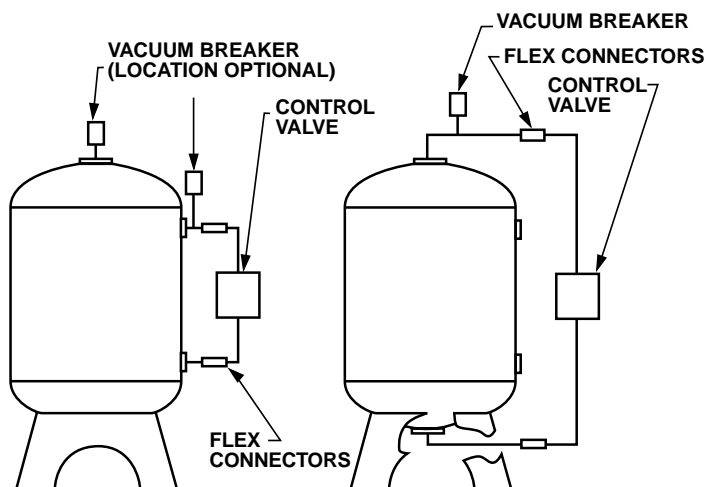 VACUUM BREAKER
(LOCATION OPTIONAL)
CONTROL
VALVE
FLEX
CONNECTORS
VACUUM BREAKER
FLEX CONNECTORS
CONTROL
VALVE